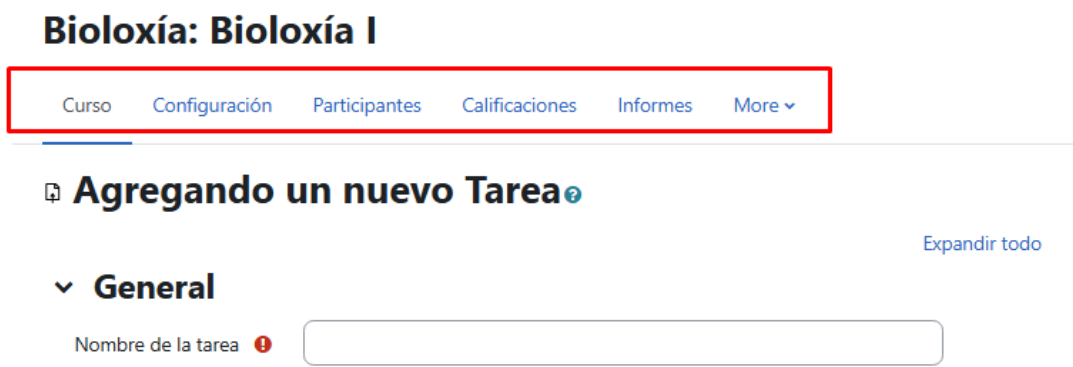 Bioloxía: Bioloxía I
Curso Configuración Participantes Calificaciones Informes More
Agregando un nuevo Tarea
Expandir todo
General
Nombre de la tarea